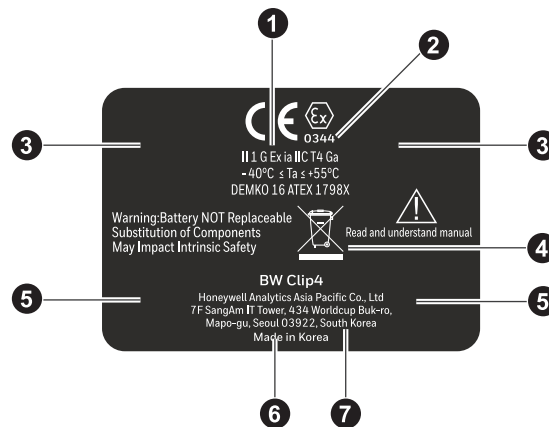 1
2
3
3
CE Ex
0344
II 1 G Ex ia IIC T4 Ga
-40°C ≤ Ta ≤ +55°C
DEMKO 16 ATEX 1798X
Warning:Battery NOT Replaceable
Substitution of Components
May Impact Intrinsic Safety
Read and understand manual
4
BW Clip4
5
5
Honeywell Analytics Asia Pacific Co., Ltd
7F SangAm IT Tower, 434 Worldcup Buk-ro,
Mapo-gu, Seoul 03922, South Korea
Made in Korea
6
7